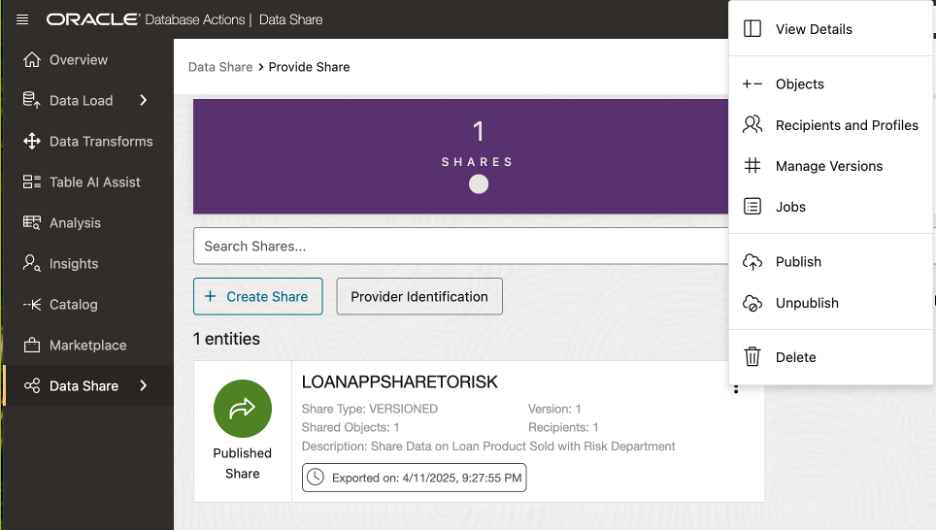 ORACLE Database Actions | Data Share
Overview
Data Load
Data Transforms
Table AI Assist
Analysis
Insights
Catalog
Marketplace
Data Share
Data Share > Provide Share
1
SHARES
Search Shares...
+ Create Share
Provider Identification
1 entities
Published
Share
LOANAPPSHARETORISK
Share Type: VERSIONED
Version: 1
Shared Objects: 1
Recipients: 1
Description: Share Data on Loan Product Sold with Risk Department
Exported on: 4/11/2025, 9:27:55 PM
View Details
Objects
Recipients and Profiles
Manage Versions
Jobs
Publish
Unpublish
Delete